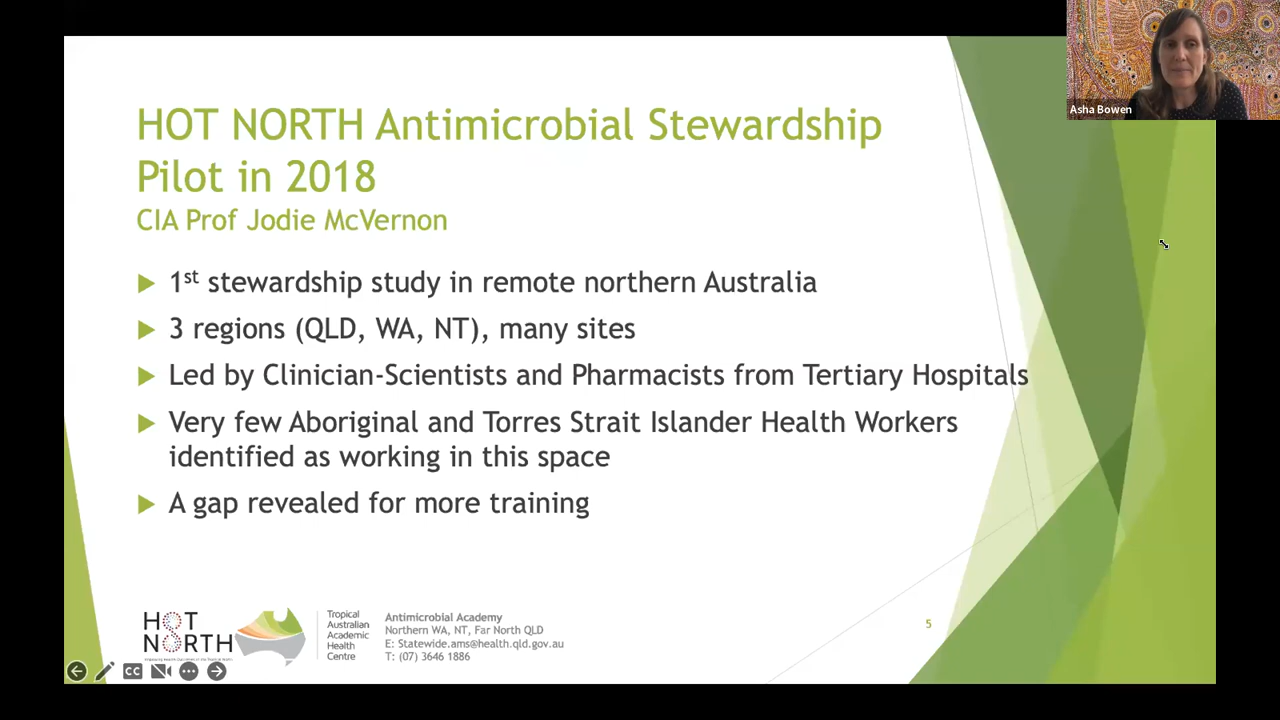 Asha Bowen
HOT NORTH Antimicrobial Stewardship
Pilot in 2018
CIA Prof Jodie McVernon
1st stewardship study in remote northern Australia
3 regions (QLD, WA, NT), many sites
Led by Clinician-Scientists and Pharmacists from Tertiary Hospitals
Very few Aboriginal and Torres Strait Islander Health Workers
identified as working in this space
A gap revealed for more training
HOT
NORTH
Tropical
Australian
Academic
Health
Centre
Antimicrobial Academy
Northern WA, NT, Far North QLD
E: Statewide.ams@health.qld.gov.au
T: (07) 3646 1886
5
CC